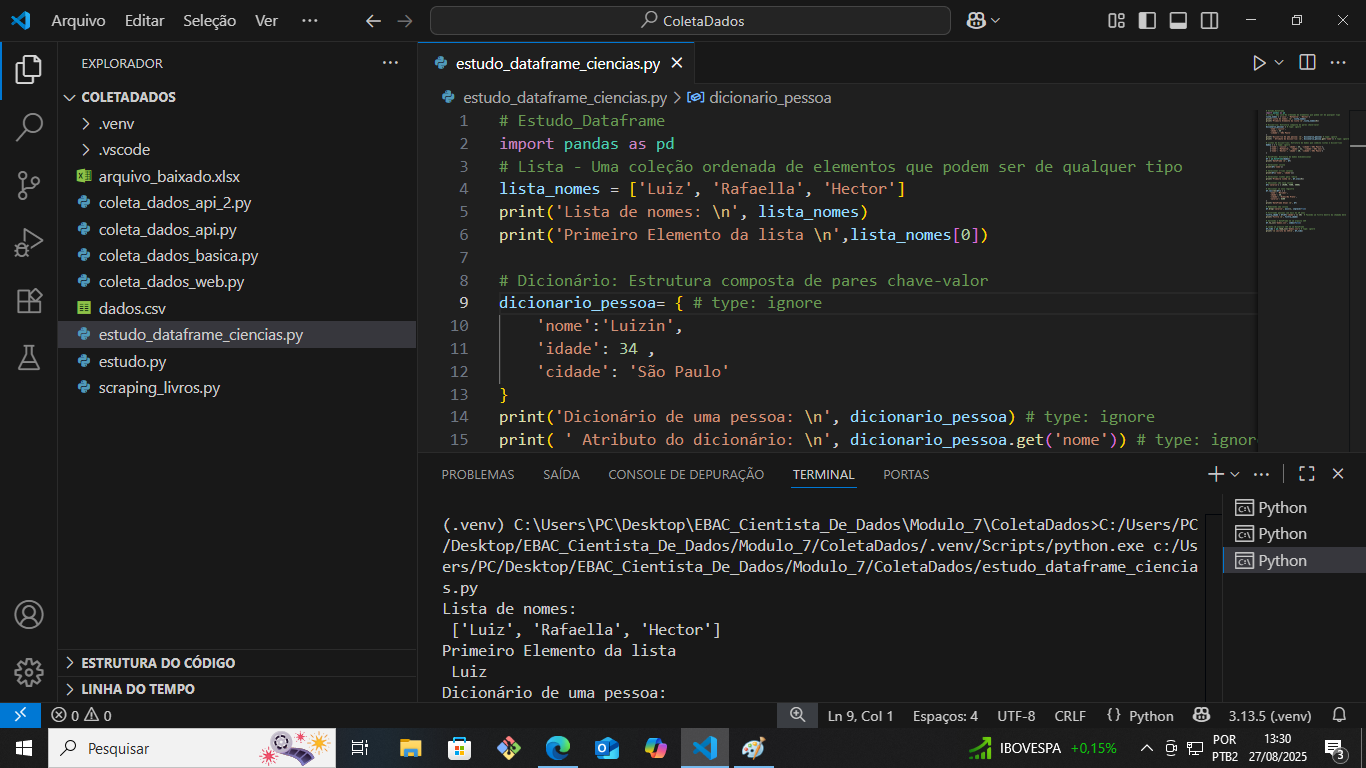 Arquivo Editar Seleção Ver ··· ColetaDados
EXPLORADOR ···
COLETADADOS
.venv
.vscode
arquivo_baixado.xlsx
coleta_dados_api_2.py
coleta_dados_api.py
coleta_dados_basica.py
coleta_dados_web.py
dados.csv
estudo_dataframe_ciencias.py
estudo.py
scraping_livros.py
ESTRUTURA DO CÓDIGO
LINHA DO TEMPO
estudo_dataframe_ciencias.py
estudo_dataframe_ciencias.py > dicionario_pessoa
1 # Estudo_Dataframe
2 import pandas as pd
3 # Lista - Uma coleção ordenada de elementos que podem ser de qualquer tipo
4 lista_nomes = ['Luiz', 'Rafaella', 'Hector']
5 print('Lista de nomes: \n', lista_nomes)
6 print('Primeiro Elemento da lista \n',lista_nomes[0])
7
8 # Dicionário: Estrutura composta de pares chave-valor
9 dicionario_pessoa= { # type: ignore
10 'nome':'Luizin',
11 'idade': 34 ,
12 'cidade': 'São Paulo'
13 }
14 print('Dicionário de uma pessoa: \n', dicionario_pessoa) # type: ignore
15 print( ' Atributo do dicionário: \n', dicionario_pessoa.get('nome')) # type: ignor
PROBLEMAS SAÍDA CONSOLE DE DEPURAÇÃO TERMINAL PORTAS
(.venv) C:\Users\PC\Desktop\EBAC_Cientista_De_Dados\Modulo_7\ColetaDados>C:/Users/PC
/Desktop/EBAC_Cientista_De_Dados/Modulo_7/ColetaDados/.venv/Scripts/python.exe c:/Us
ers/PC/Desktop/EBAC_Cientista_De_Dados/Modulo_7/ColetaDados/estudo_dataframe_ciencia
s.py
Lista de nomes:
['Luiz', 'Rafaella', 'Hector']
Primeiro Elemento da lista
Luiz
Dicionário de uma pessoa:
Python
Python
Python
0 0 Ln 9, Col 1 Espaços: 4 UTF-8 CRLF {} Python 3.13.5 (.venv)
Pesquisar IBOVESPA +0,15% POR 13:30
PTB2 27/08/2025 3